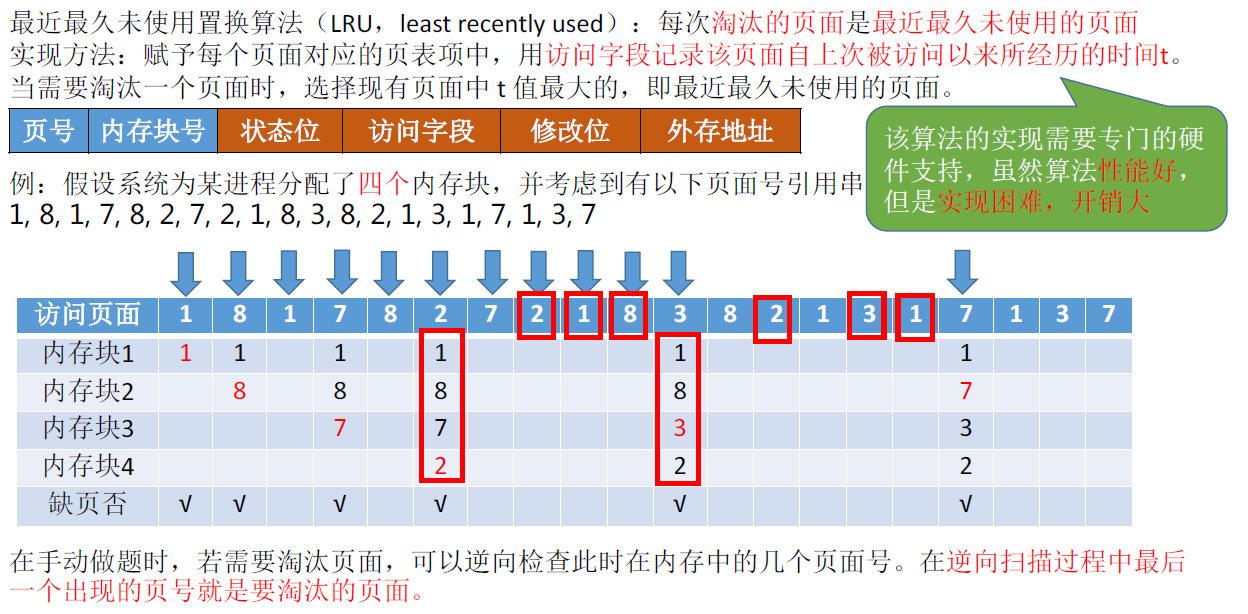 最近最久未使用置换算法（LRU，least recently used）：每次淘汰的页面是最近最久未使用的页面
实现方法：赋予每个页面对应的页表项中，用访问字段记录该页面自上次被访问以来所经历的时间t。
当需要淘汰一个页面时，选择现有页面中 t 值最大的，即最近最久未使用的页面。
页号 内存块号 状态位 访问字段 修改位 外存地址
该算法的实现需要专门的硬
件支持，虽然算法性能好，
但是实现困难，开销大
例：假设系统为某进程分配了四个内存块，并考虑到有以下页面号引用串
1, 8, 1, 7, 8, 2, 7, 2, 1, 8, 3, 8, 2, 1, 3, 1, 7, 1, 3, 7
访问页面 1 8 1 7 8 2 7 2 1 8 3 8 2 1 3 1 7 1 3 7
内存块1 1 1 1 1 1 1
内存块2 8 8 8 8 7
内存块3 7 7 3 3
内存块4 2 2 2
缺页否 √ √ √ √ √ √
在手动做题时，若需要淘汰页面，可以逆向检查此时在内存中的几个页面号。在逆向扫描过程中最后
一个出现的页号就是要淘汰的页面。